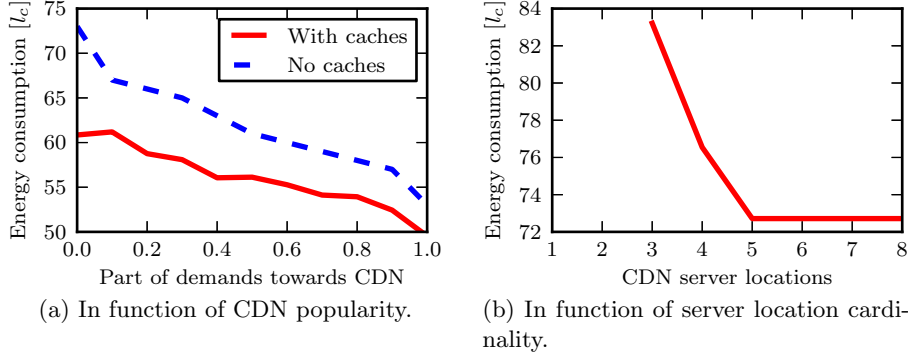 Energy consumption [l_c]
75
70
65
60
55
50
With caches
No caches
0.0 0.2 0.4 0.6 0.8 1.0
Part of demands towards CDN
(a) In function of CDN popularity.
Energy consumption [l_c]
84
82
80
78
76
74
72
1 2 3 4 5 6 7 8
CDN server locations
(b) In function of server location cardi-
nality.